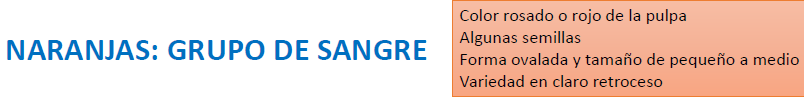 NARANJAS: GRUPO DE SANGRE
Color rosado o rojo de la pulpa
Algunas semillas
Forma ovalada y tamaño de pequeño a medio
Variedad en claro retroceso